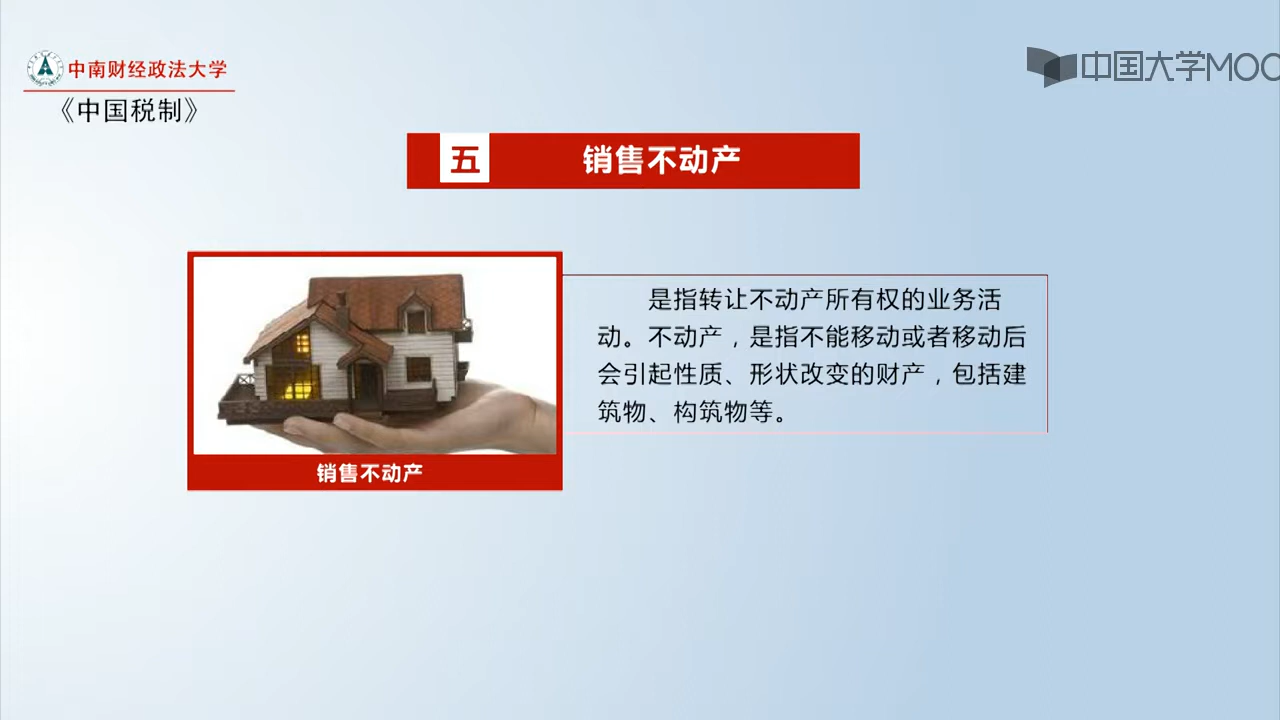 中南财经政法大学
《中国税制》
中国大学MOO
五 销售不动产
是指转让不动产所有权的业务活
动。不动产，是指不能移动或者移动后
会引起性质、形状改变的财产，包括建
筑物、构筑物等。
销售不动产